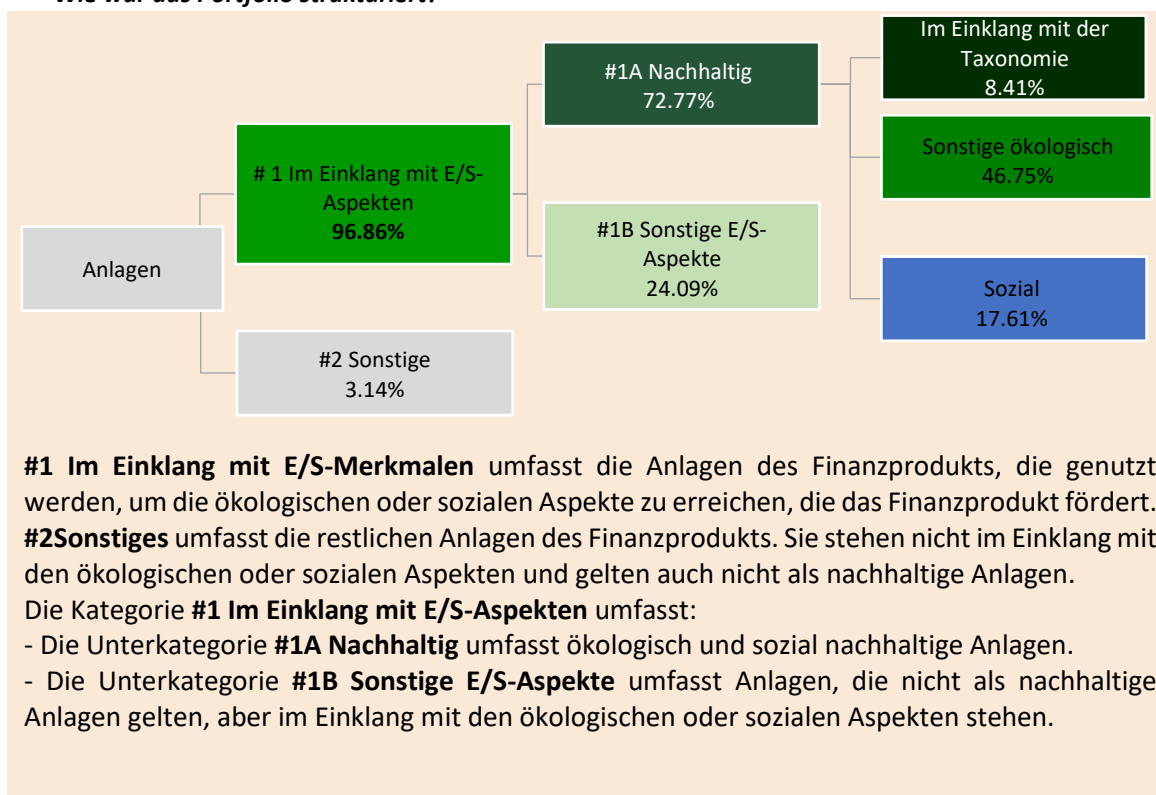 Wie war das Portfolio strukturiert?
Anlagen
# 1 Im Einklang mit E/S-
Aspekten
96.86%
#2 Sonstige
3.14%
#1A Nachhaltig
72.77%
#1B Sonstige E/S-
Aspekte
24.09%
Im Einklang mit der
Taxonomie
8.41%
Sonstige ökologisch
46.75%
Sozial
17.61%
#1 Im Einklang mit E/S-Merkmalen umfasst die Anlagen des Finanzprodukts, die genutzt
werden, um die ökologischen oder sozialen Aspekte zu erreichen, die das Finanzprodukt fördert.
#2Sonstiges umfasst die restlichen Anlagen des Finanzprodukts. Sie stehen nicht im Einklang mit
den ökologischen oder sozialen Aspekten und gelten auch nicht als nachhaltige Anlagen.
Die Kategorie #1 Im Einklang mit E/S-Aspekten umfasst:
- Die Unterkategorie #1A Nachhaltig umfasst ökologisch und sozial nachhaltige Anlagen.
- Die Unterkategorie #1B Sonstige E/S-Aspekte umfasst Anlagen, die nicht als nachhaltige
Anlagen gelten, aber im Einklang mit den ökologischen oder sozialen Aspekten stehen.